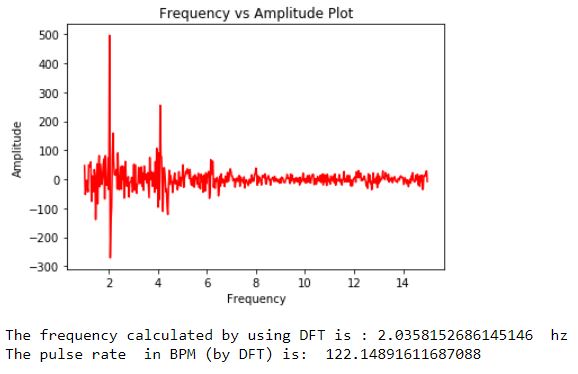 Frequency vs Amplitude Plot
500
400
300
200
100
0
−100
−200
−300
Amplitude
2 4 6 8 10 12 14
Frequency
The frequency calculated by using DFT is : 2.0358152686145146 hz
The pulse rate in BPM (by DFT) is: 122.14891611687088